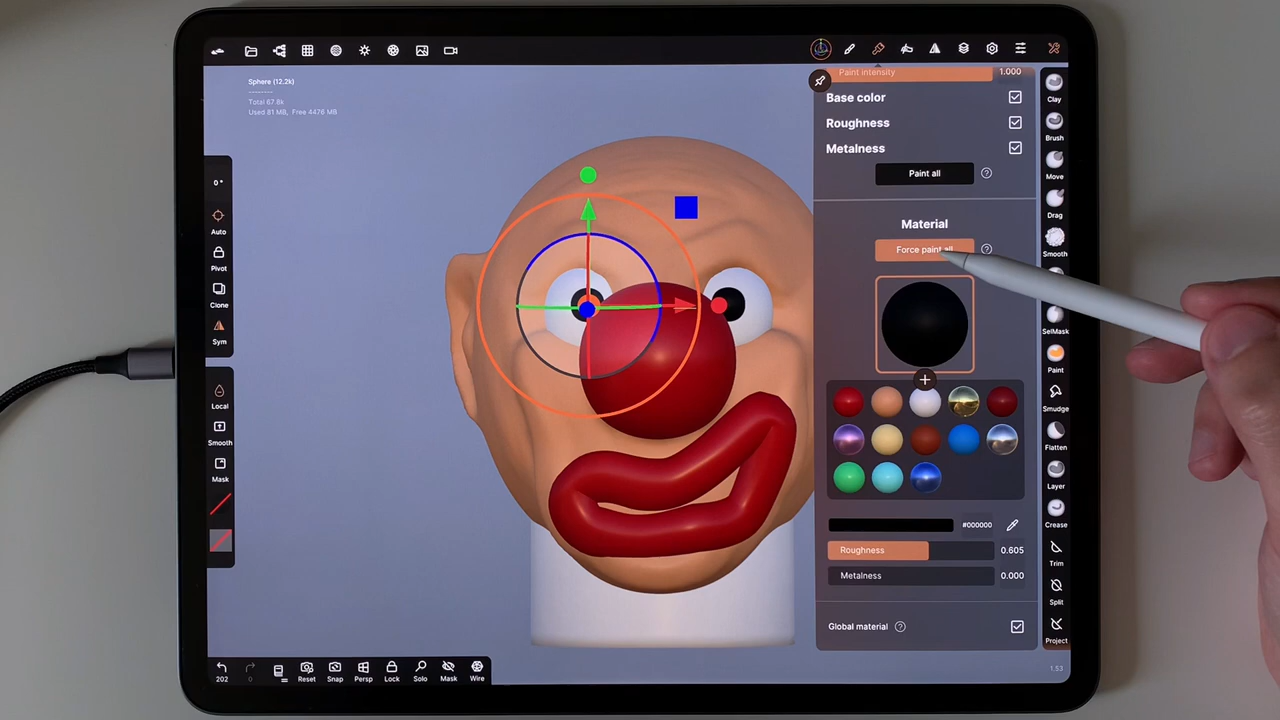 Sphere (12.2k)
--------
Total 67.8k
Used 81 MB, Free 4476 MB
0°
Auto
Pivot
Clone
Sym
Local
Smooth
Mask
Paint intensity
1.000
Base color
Roughness
Metalness
Paint all
?
Material
Force paint all
?
+
#000000
Roughness
0.605
Metalness
0.000
Global material
?
1.53
Clay
Brush
Move
Drag
Smooth
SelMask
Paint
Smudge
Flatten
Layer
Crease
Trim
Split
Project
202
0
Reset
Snap
Persp
Lock
Solo
Mask
Wire